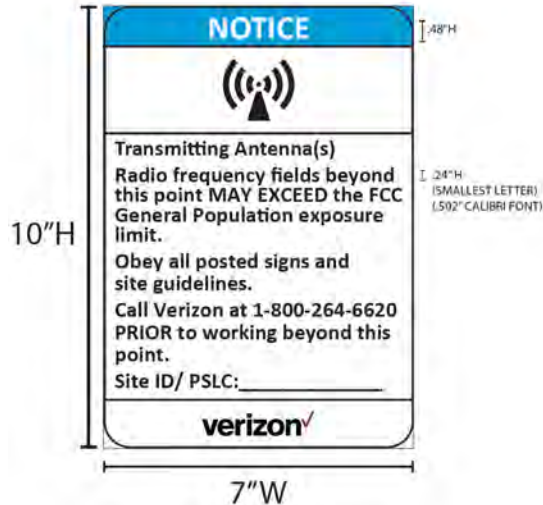 NOTICE
.48"H
Transmitting Antenna(s)
Radio frequency fields beyond
this point MAY EXCEED the FCC
General Population exposure
limit.
.24"H
(SMALLEST LETTER)
(.502" CALIBRI FONT)
10"H
Obey all posted signs and
site guidelines.
Call Verizon at 1-800-264-6620
PRIOR to working beyond this
point.
Site ID/ PSLC:_______________
verizon✓
7"W